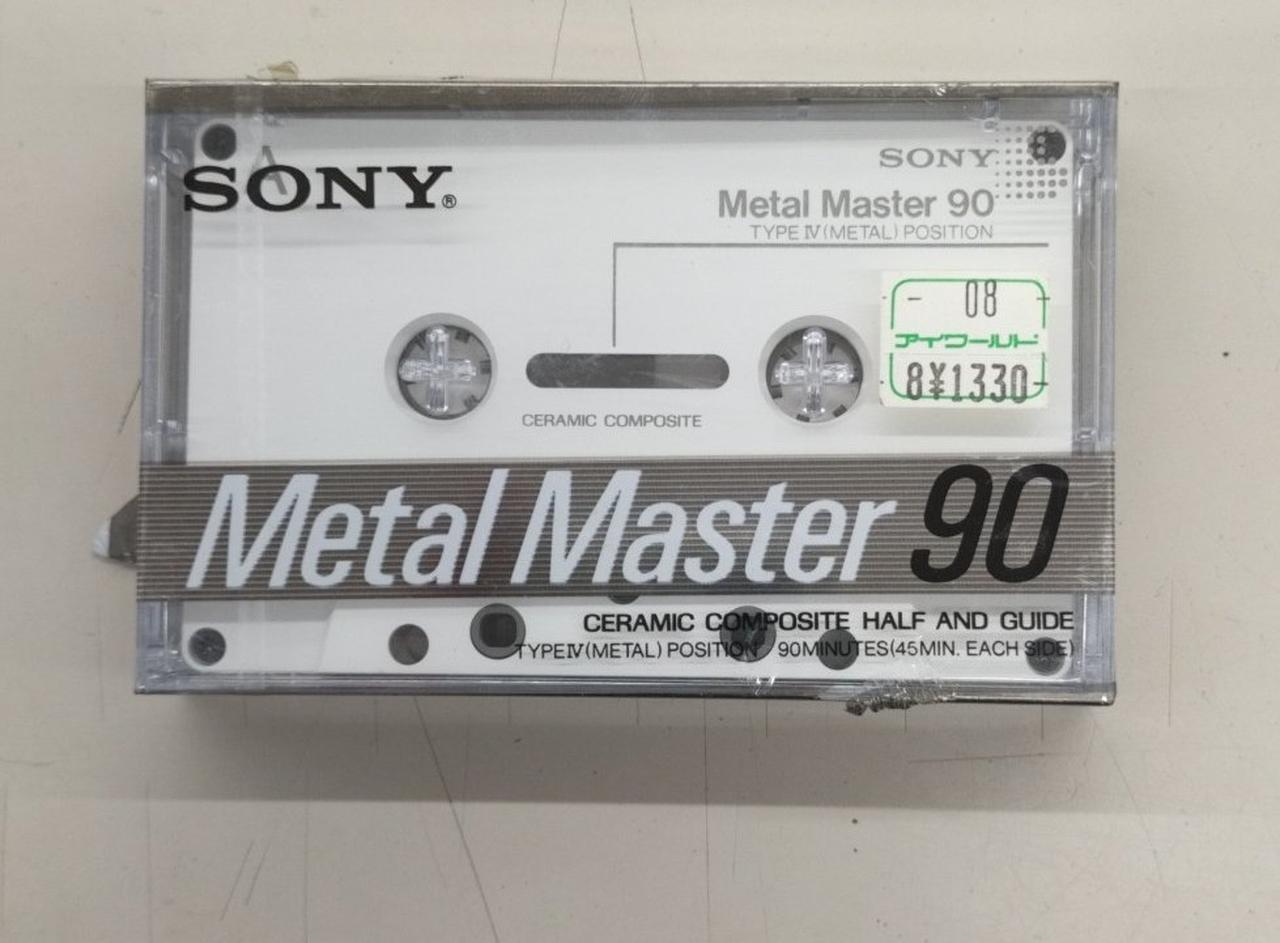 A
SONY®
SONY
Metal Master 90
TYPE IV (METAL) POSITION
- 08 -
アイワールド
8¥1330-
CERAMIC COMPOSITE
Metal Master 90
CERAMIC COMPOSITE HALF AND GUIDE
TYPE IV (METAL) POSITION 90MINUTES (45MIN. EACH SIDE)